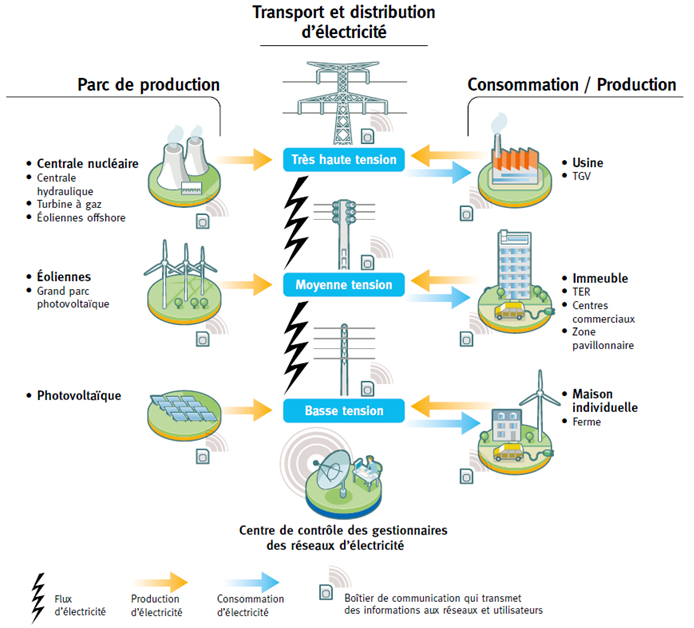 Transport et distribution
d'électricité
Parc de production
Consommation / Production
• Centrale nucléaire
• Centrale
hydraulique
• Turbine à gaz
• Éoliennes offshore
Très haute tension
• Usine
• TGV
• Éoliennes
• Grand parc
photovoltaïque
Moyenne tension
• Immeuble
• TER
• Centres
commerciaux
• Zone
pavillonnaire
• Photovoltaïque
Basse tension
• Maison
individuelle
• Ferme
Centre de contrôle des gestionnaires
des réseaux d'électricité
Flux
d'électricité
Production
d'électricité
Consommation
d'électricité
Boîtier de communication qui transmet
des informations aux réseaux et utilisateurs